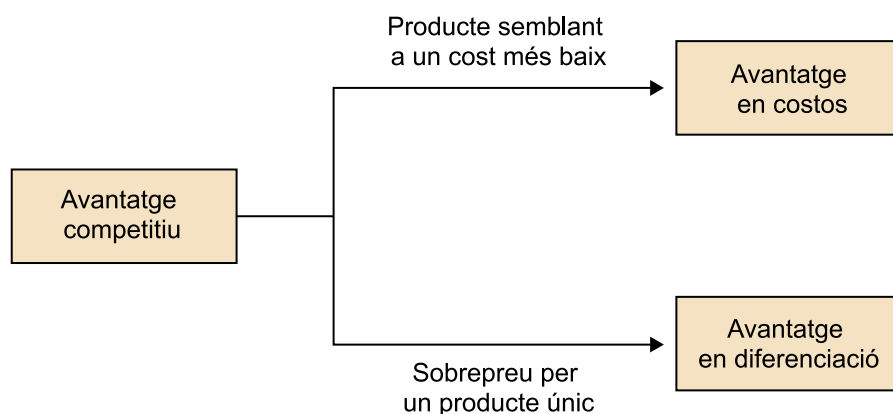 Producte semblant
a un cost més baix
Avantatge
en costos
Avantatge
competitiu
Avantatge
en diferenciació
Sobrepreu per
un producte únic